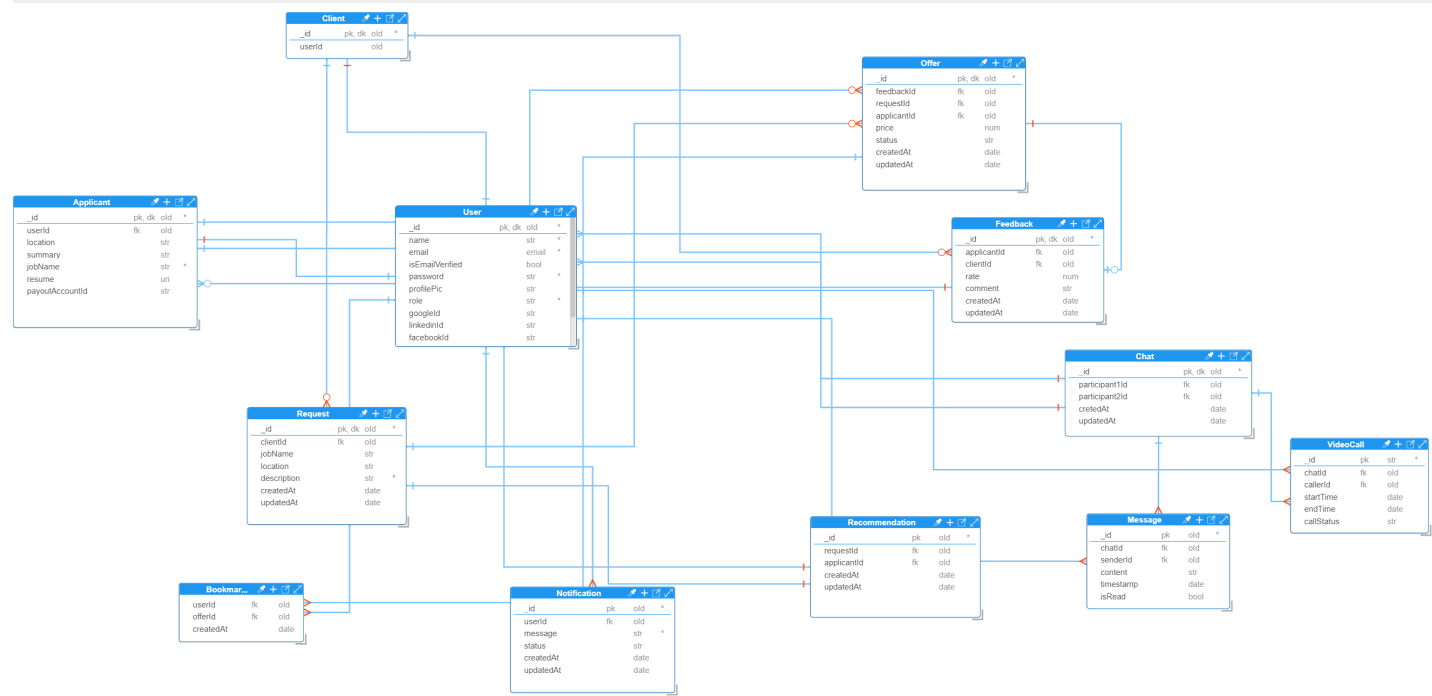 Client
_id pk, dk old *
userId old
Offer
_id pk, dk old *
feedbackId fk old
requestId fk old
applicantId fk old
price num
status str
createdAt date
updatedAt date
Applicant
_id pk, dk old *
userId fk old
location str
summary str
jobName str *
resume uri
payoutAccountId str
User
_id pk, dk old *
name str *
email email *
isEmailVerified bool
password str *
profilePic str
role str *
googleId str
linkedinId str
facebookId str
Feedback
_id pk, dk old *
applicantId fk old
clientId fk old
rate num
comment str
createdAt date
updatedAt date
Chat
_id pk, dk old *
participant1Id fk old
participant2Id fk old
cretedAt date
updatedAt date
Request
_id pk, dk old *
clientId fk old
jobName str
location str
description str *
createdAt date
updatedAt date
VideoCall
_id pk str *
chatId fk old
callerId fk old
startTime date
endTime date
callStatus str
Recommendation
_id pk old *
requestId fk old
applicantId fk old
createdAt date
updatedAt date
Message
_id pk old *
chatId fk old
senderId fk old
content str
timestamp date
isRead bool
Bookmar...
userId fk old
offerId fk old
createdAt date
Notification
_id pk old *
userId fk old
message str *
status str
createdAt date
updatedAt date